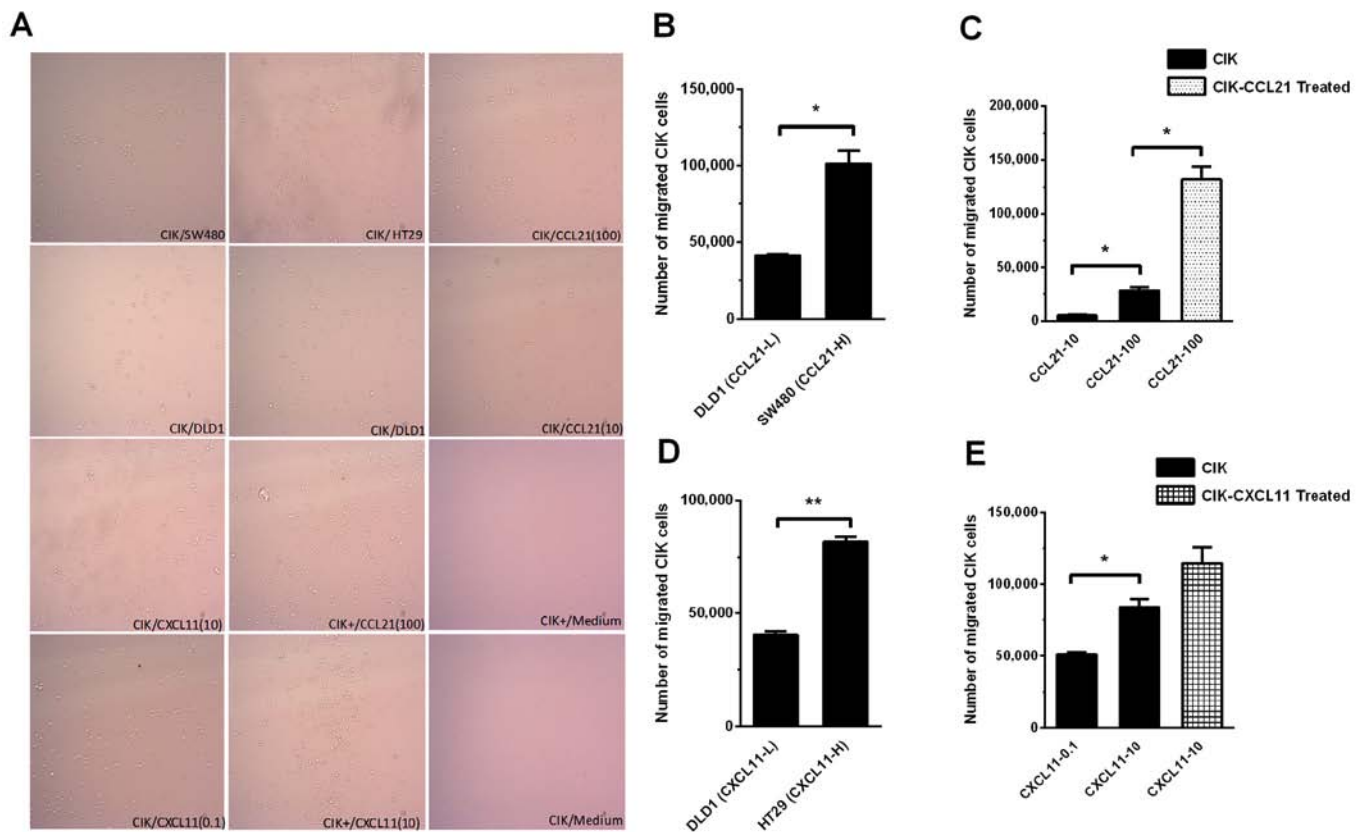 A
CIK/SW480
CIK/HT29
CIK/CCL21(100)
CIK/DLD1
CIK/DLD1
CIK/CCL21(10)
CIK/CXCL11(10)
CIK+/CCL21(100)
CIK+/Medium
CIK/CXCL11(0.1)
CIK+/CXCL11(10)
CIK/Medium
B
Number of migrated CIK cells
150,000
100,000
50,000
0
*
DLD1 (CCL21-L)
SW480 (CCL21-H)
C
CIK
CIK-CCL21 Treated
Number of migrated CIK cells
200,000
150,000
100,000
50,000
0
*
*
CCL21-10
CCL21-100
CCL21-100
D
Number of migrated CIK cells
100,000
50,000
0
**
DLD1 (CXCL11-L)
HT29 (CXCL11-H)
E
CIK
CIK-CXCL11 Treated
Number of migrated CIK cells
150,000
100,000
50,000
0
*
CXCL11-0.1
CXCL11-10
CXCL11-10